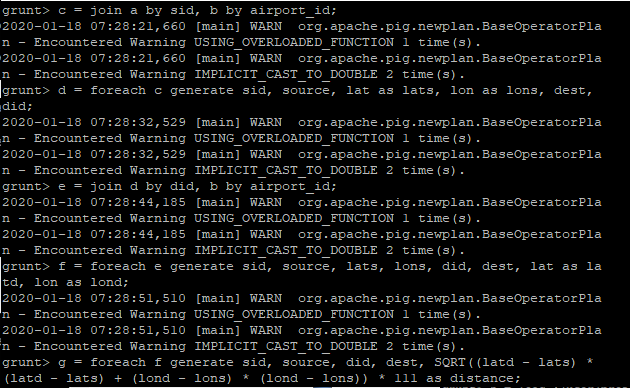 grunt> c = join a by sid, b by airport_id;
2020-01-18 07:28:21,660 [main] WARN  org.apache.pig.newplan.BaseOperatorPla
n - Encountered Warning USING_OVERLOADED_FUNCTION 1 time(s).
2020-01-18 07:28:21,660 [main] WARN  org.apache.pig.newplan.BaseOperatorPla
n - Encountered Warning IMPLICIT_CAST_TO_DOUBLE 2 time(s).
grunt> d = foreach c generate sid, source, lat as lats, lon as lons, dest,
did;
2020-01-18 07:28:32,529 [main] WARN  org.apache.pig.newplan.BaseOperatorPla
n - Encountered Warning USING_OVERLOADED_FUNCTION 1 time(s).
2020-01-18 07:28:32,529 [main] WARN  org.apache.pig.newplan.BaseOperatorPla
n - Encountered Warning IMPLICIT_CAST_TO_DOUBLE 2 time(s).
grunt> e = join d by did, b by airport_id;
2020-01-18 07:28:44,185 [main] WARN  org.apache.pig.newplan.BaseOperatorPla
n - Encountered Warning USING_OVERLOADED_FUNCTION 1 time(s).
2020-01-18 07:28:44,185 [main] WARN  org.apache.pig.newplan.BaseOperatorPla
n - Encountered Warning IMPLICIT_CAST_TO_DOUBLE 2 time(s).
grunt> f = foreach e generate sid, source, lats, lons, did, dest, lat as la
td, lon as lond;
2020-01-18 07:28:51,510 [main] WARN  org.apache.pig.newplan.BaseOperatorPla
n - Encountered Warning USING_OVERLOADED_FUNCTION 1 time(s).
2020-01-18 07:28:51,510 [main] WARN  org.apache.pig.newplan.BaseOperatorPla
n - Encountered Warning IMPLICIT_CAST_TO_DOUBLE 2 time(s).
grunt> g = foreach f generate sid, source, did, dest, SQRT((latd - lats) *
(latd - lats) + (lond - lons) * (lond - lons)) * 111 as distance;